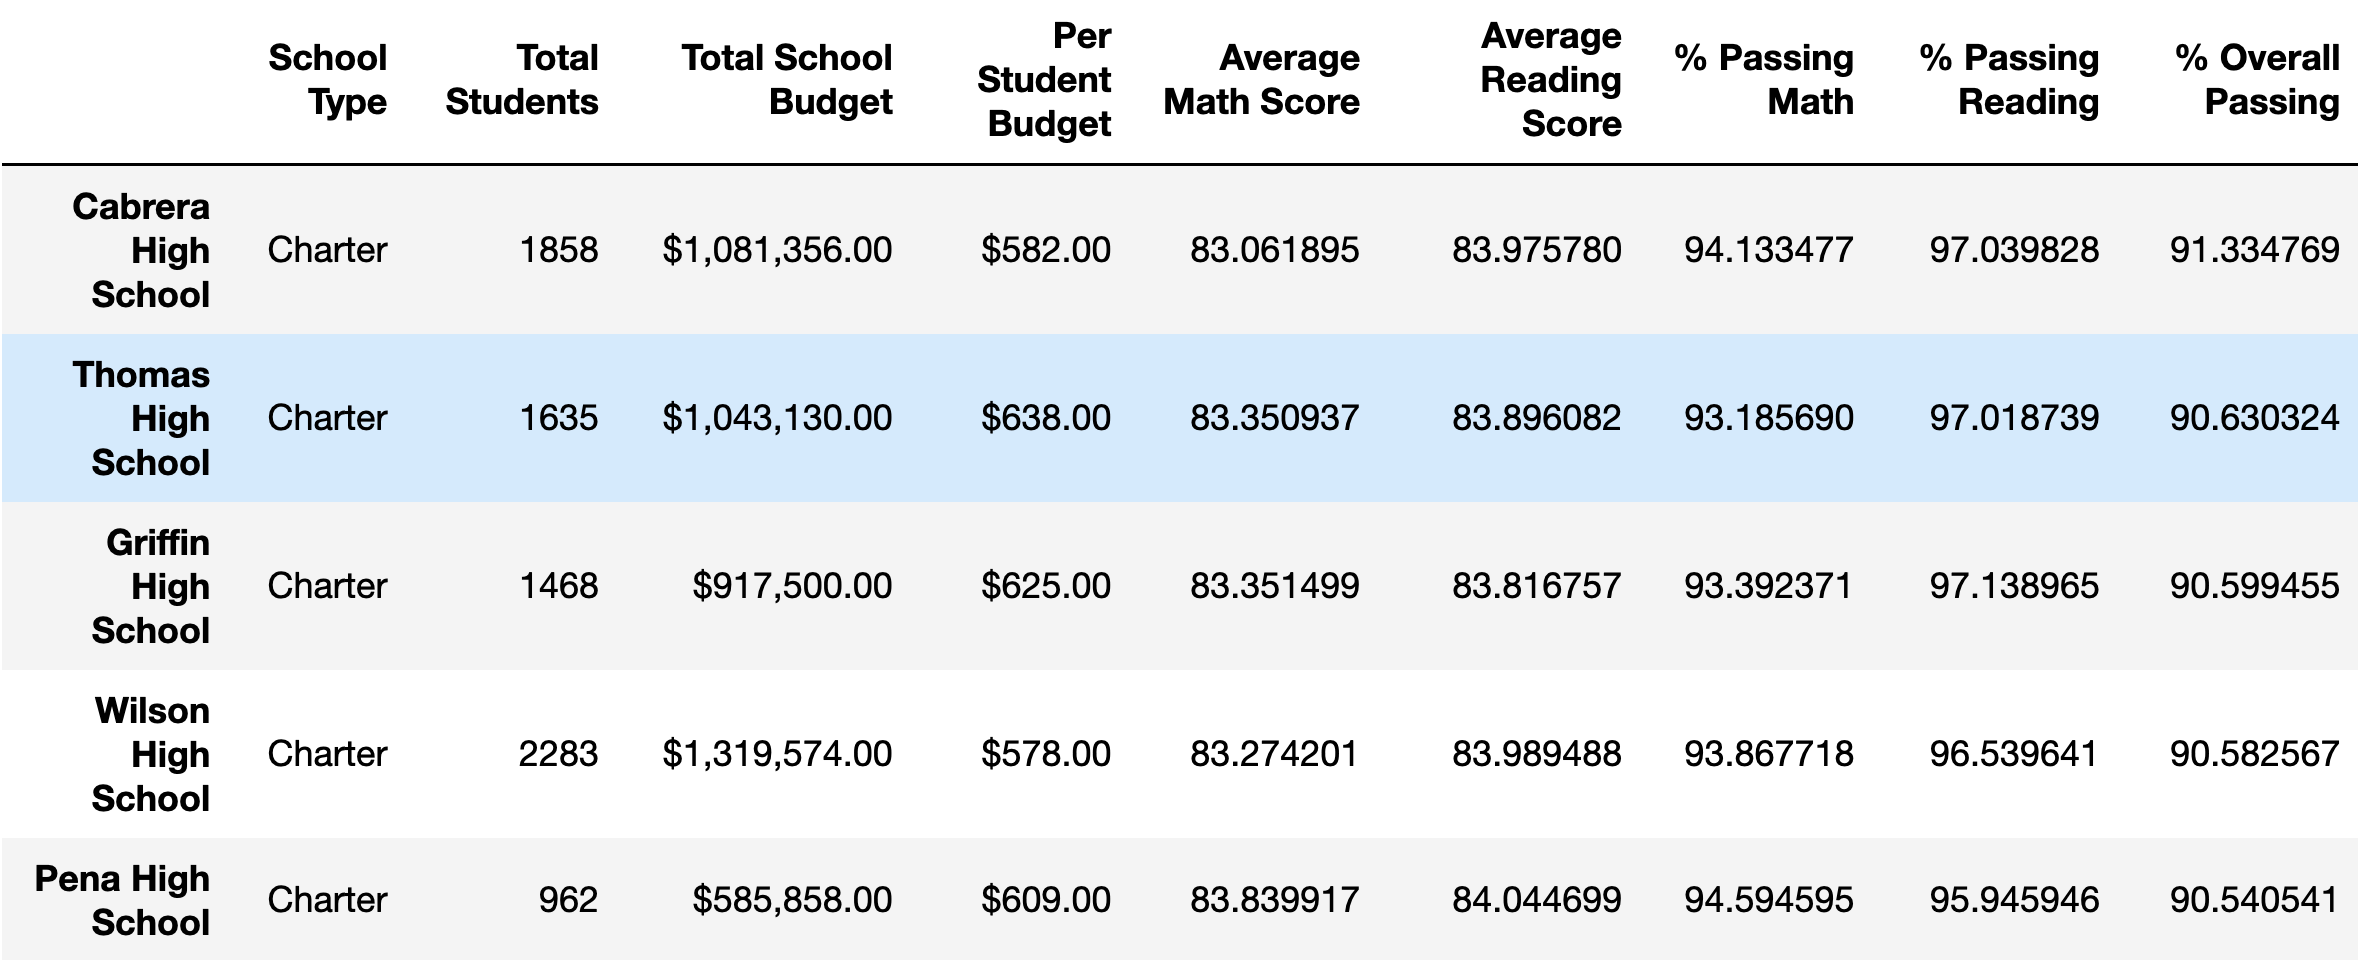 School Type Total Students Total School Budget Per Student Budget Average Math Score Average Reading Score % Passing Math % Passing Reading % Overall Passing
Cabrera High School Charter 1858 $1,081,356.00 $582.00 83.061895 83.975780 94.133477 97.039828 91.334769
Thomas High School Charter 1635 $1,043,130.00 $638.00 83.350937 83.896082 93.185690 97.018739 90.630324
Griffin High School Charter 1468 $917,500.00 $625.00 83.351499 83.816757 93.392371 97.138965 90.599455
Wilson High School Charter 2283 $1,319,574.00 $578.00 83.274201 83.989488 93.867718 96.539641 90.582567
Pena High School Charter 962 $585,858.00 $609.00 83.839917 84.044699 94.594595 95.945946 90.540541